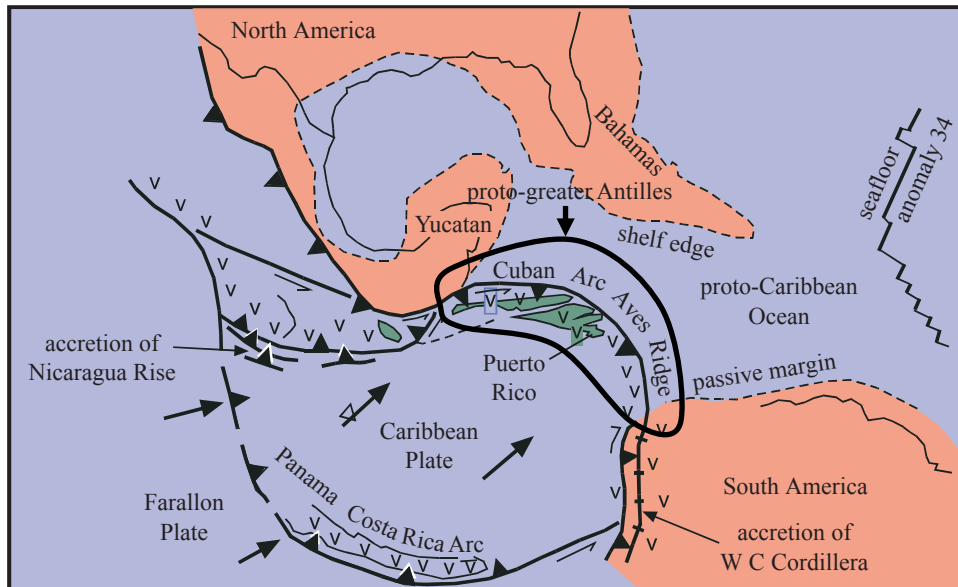 North America
Bahamas
proto-greater Antilles
Yucatan
shelf edge
seafloor
anomaly 34
Cuban Arc Aves Ridge
proto-Caribbean
Ocean
accretion of
Nicaragua Rise
Puerto
Rico
passive margin
Caribbean
Plate
Farallon
Plate
Panama Costa Rica Arc
South America
accretion of
W C Cordillera